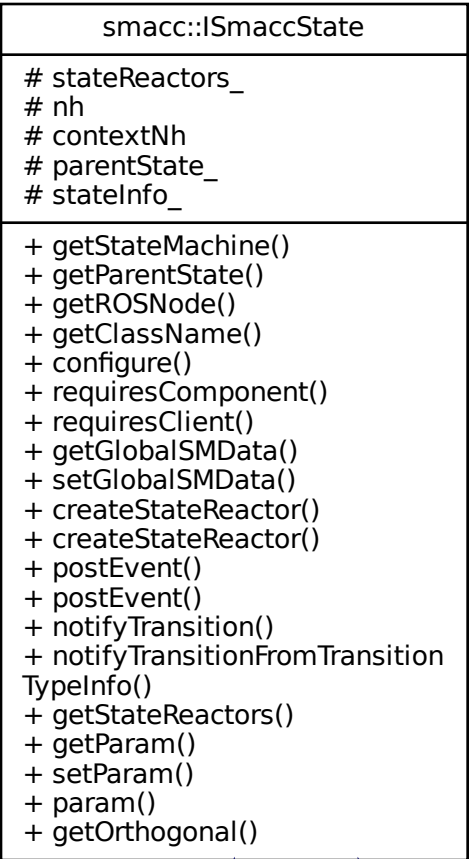 smacc::ISmaccState
# stateReactors_
# nh
# contextNh
# parentState_
# stateInfo_
+ getStateMachine()
+ getParentState()
+ getROSNode()
+ getClassName()
+ configure()
+ requiresComponent()
+ requiresClient()
+ getGlobalSMData()
+ setGlobalSMData()
+ createStateReactor()
+ createStateReactor()
+ postEvent()
+ postEvent()
+ notifyTransition()
+ notifyTransitionFromTransition
TypeInfo()
+ getStateReactors()
+ getParam()
+ setParam()
+ param()
+ getOrthogonal()